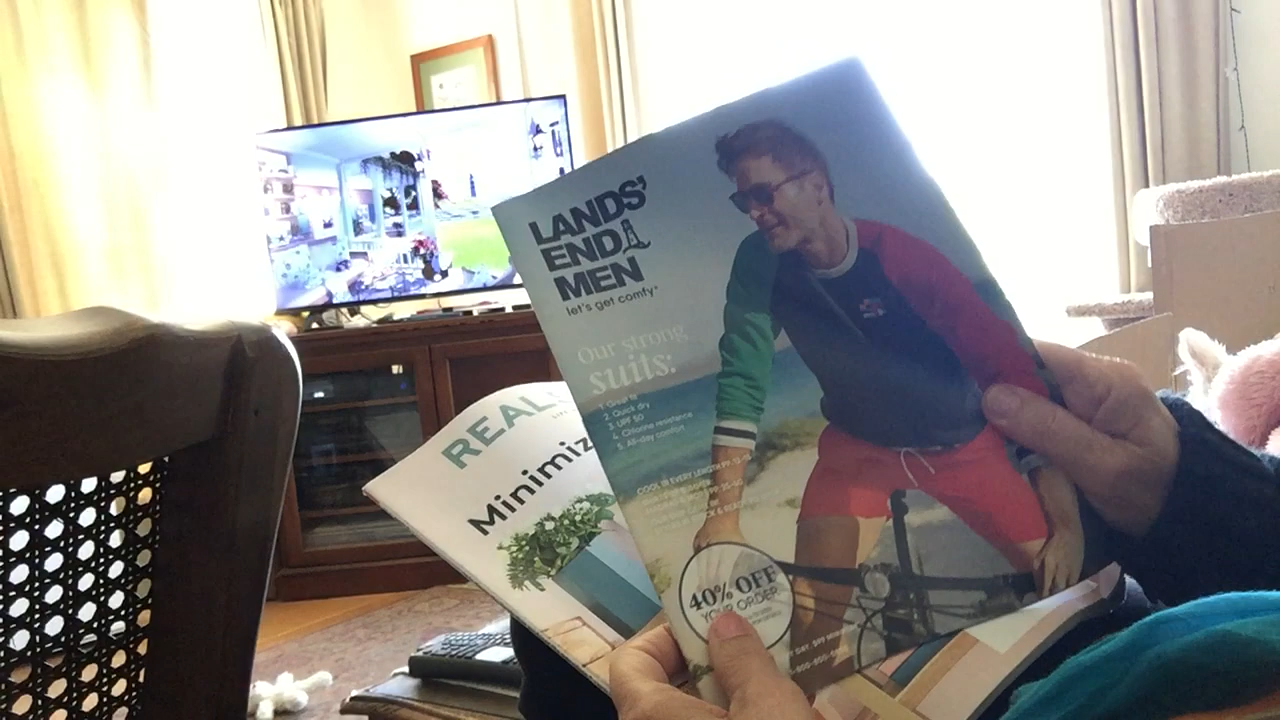 LANDS'
END
MEN
let's get comfy
Our strong
suits:
1. Great fit
2. Quick dry
3. UPF 50
4. Chlorine resistance
5. All-day comfort
COOL IN EVERY LENGTH
40% OFF
YOUR ORDER
REAL
Minimiz